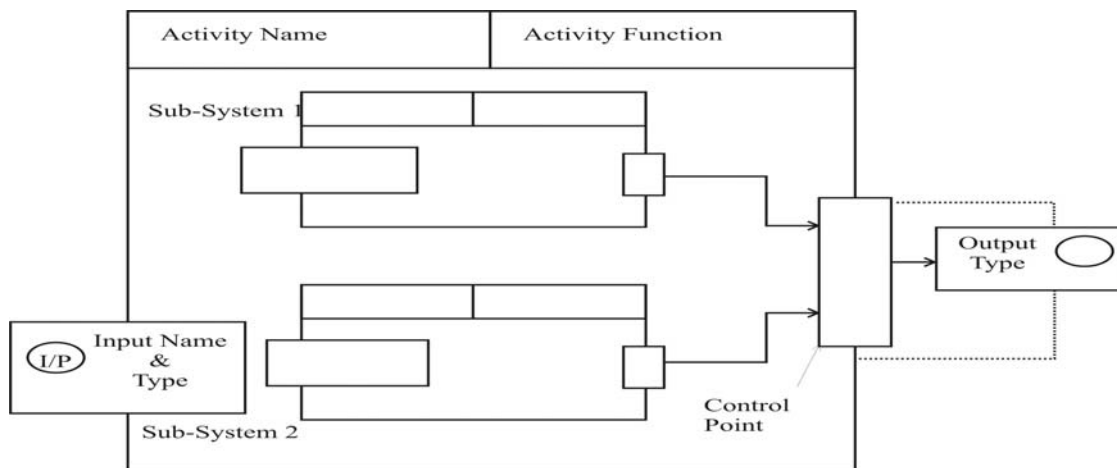 Activity Name
Activity Function
Sub-System 1
Output
Type
Input Name
I/P
&
Type
Control
Point
Sub-System 2